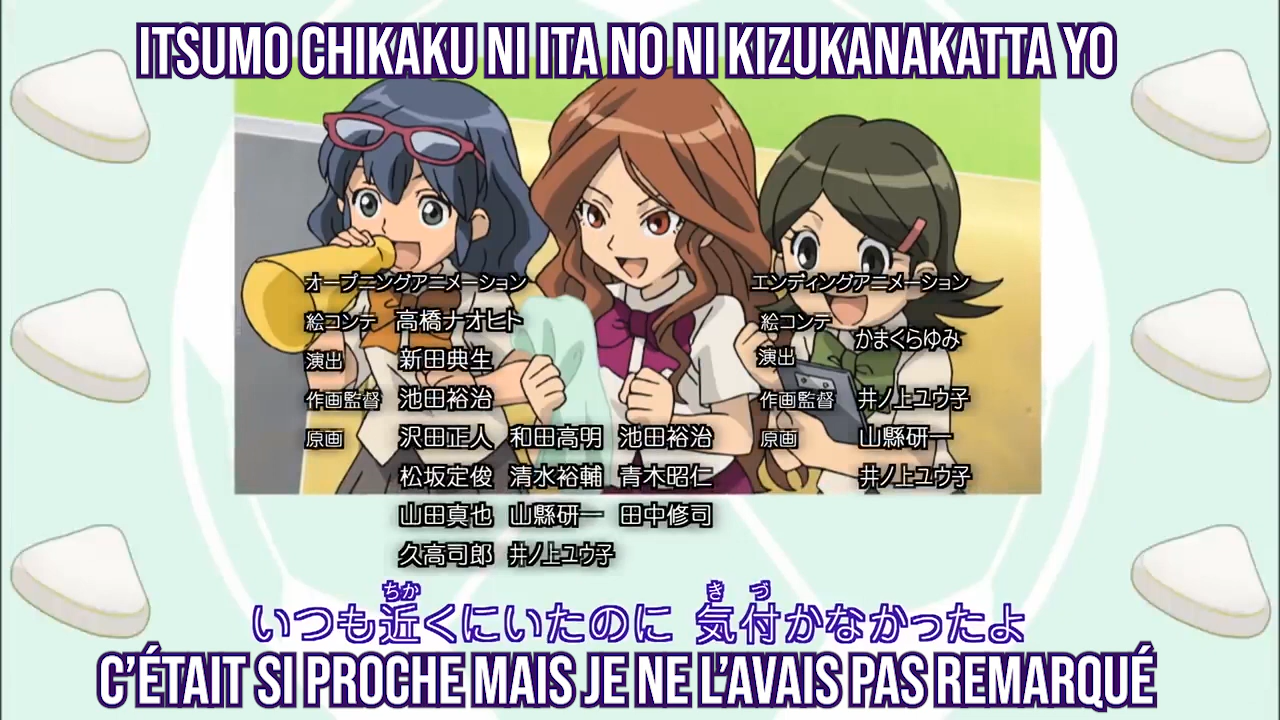 ITSUMO CHIKAKU NI ITA NO NI KIZUKANAKATTA YO
オープニングアニメーション
絵コンテ 高橋ナオヒト
演出 新田典生
作画監督 池田裕治
原画 沢田正人 和田高明 池田裕治
松坂定俊 清水裕輔 青木昭仁
山田真也 山縣研一 田中修司
久高司郎 井ノ上ユウ子
エンディングアニメーション
絵コンテ
演出 かまくらゆみ
作画監督 井ノ上ユウ子
原画 山縣研一
井ノ上ユウ子
ちか き づ
いつも近くにいたのに 気付かなかったよ
C'ÉTAIT SI PROCHE MAIS JE NE L'AVAIS PAS REMARQUÉ